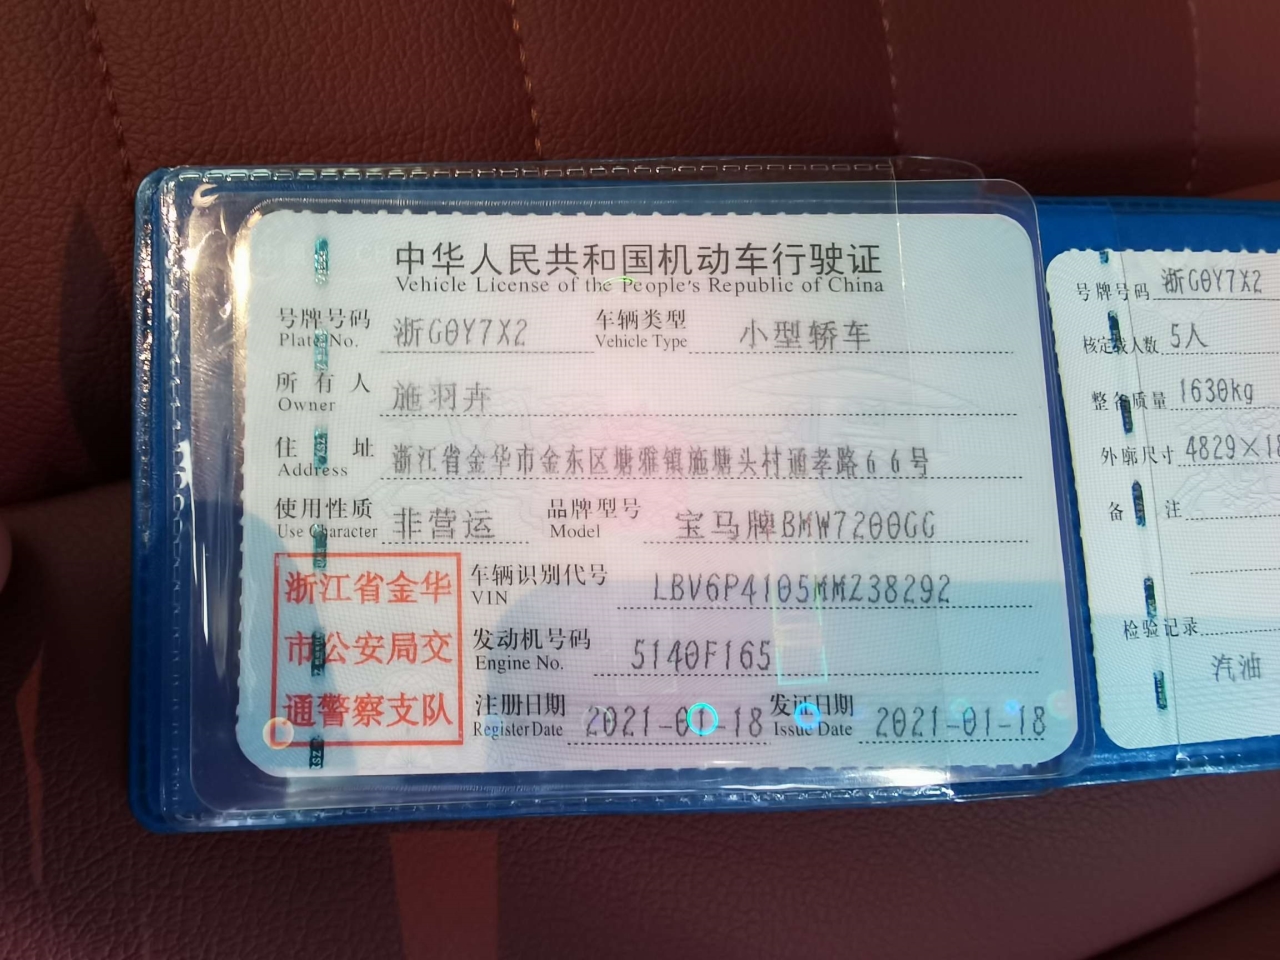 中华人民共和国机动车行驶证
Vehicle License of the People's Republic of China
号牌号码 浙G0Y7X2 车辆类型 小型轿车
Plate No. Vehicle Type
所有人 施羽卉
Owner
住址 浙江省金华市金东区塘雅镇施塘头村通孝路66号
Address
使用性质 非营运 品牌型号 宝马牌BMW7200GG
Use Character Model
浙江省金华
市公安局交
通警察支队
车辆识别代号 LBV6P4105MMZ38292
VIN
发动机号码 5140F165
Engine No.
注册日期 2021-01-18 发证日期 2021-01-18
Register Date Issue Date
号牌号码 浙G0Y7X2
核定载人数 5人
整备质量 1630kg
外廓尺寸 4829×18
备注
检验记录
汽油